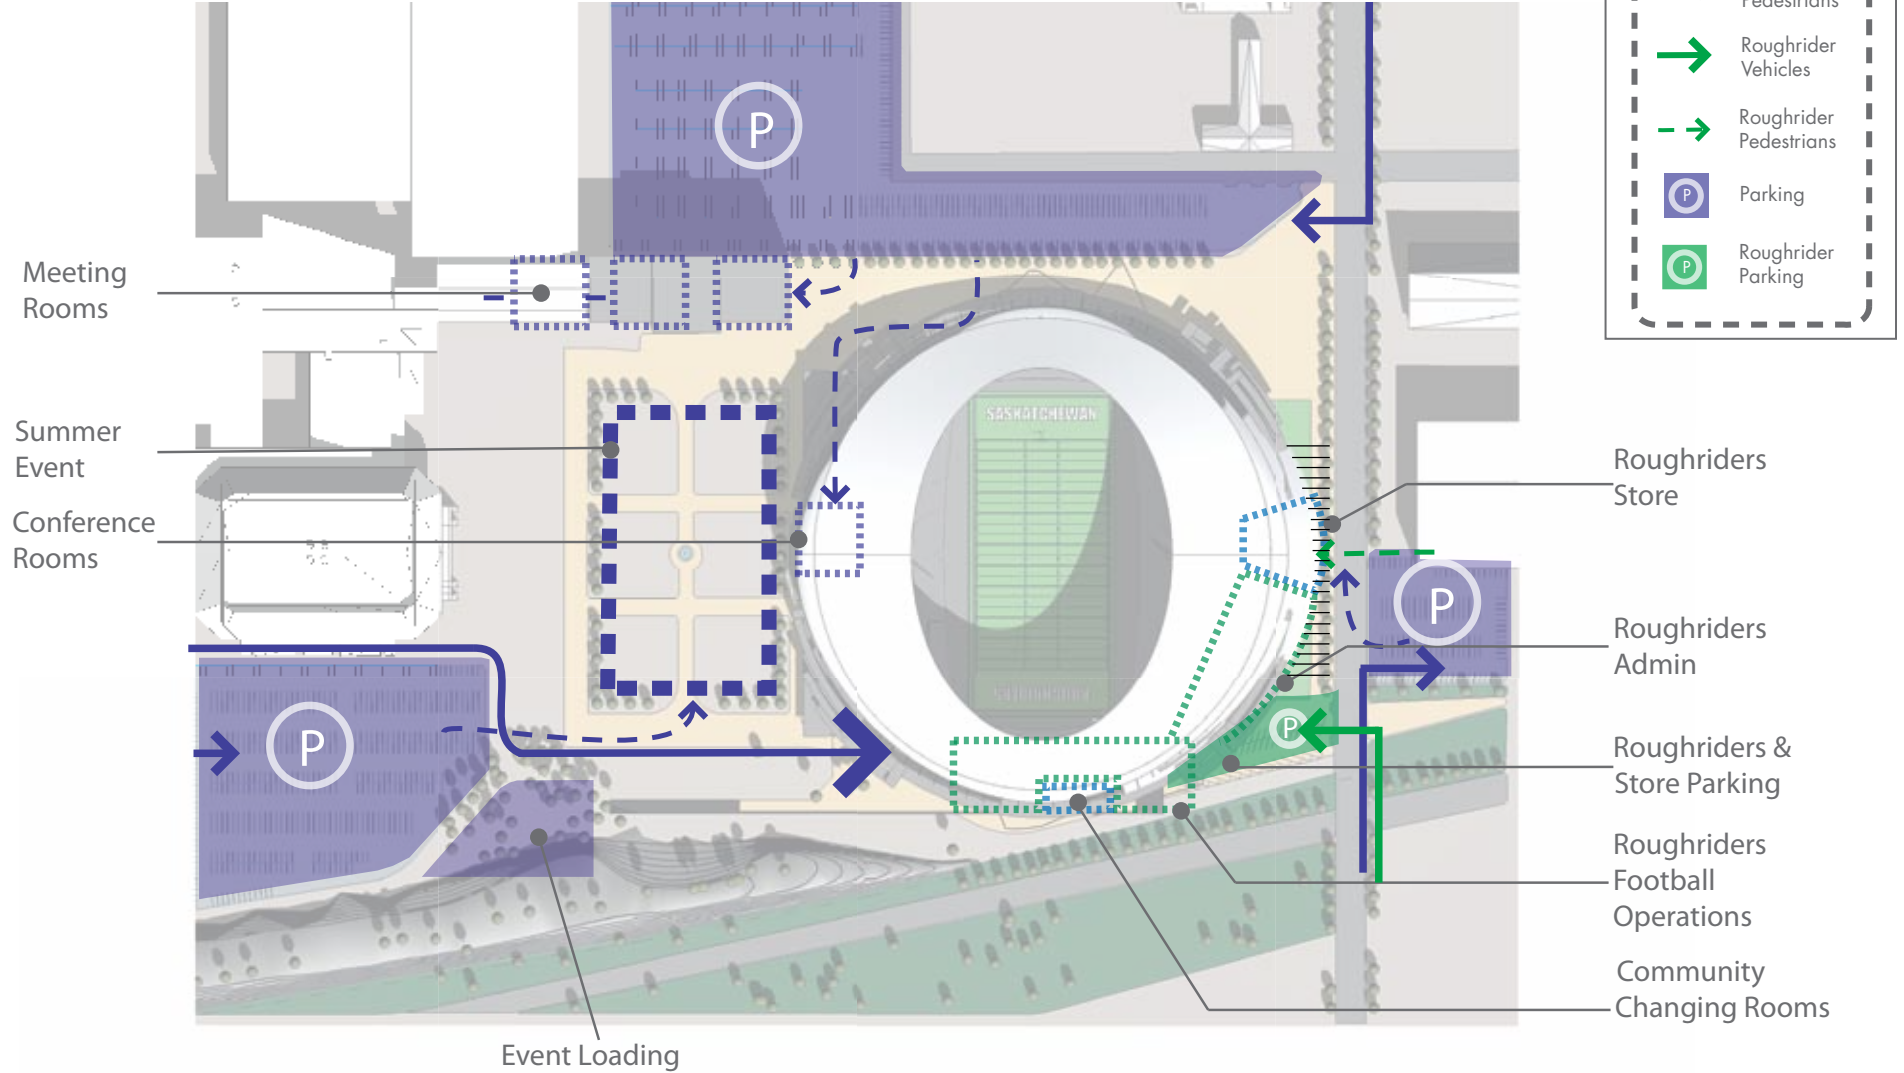 Pedestrians
Roughrider
Vehicles
Roughrider
Pedestrians
P
Parking
P
Roughrider
Parking
P
Meeting
Rooms
SASKATCHEWAN
Summer
Event
Roughriders
Store
Conference
Rooms
P
Roughriders
Admin
P
P
Roughriders &
Store Parking
Roughriders
Football
Operations
Community
Changing Rooms
Event Loading